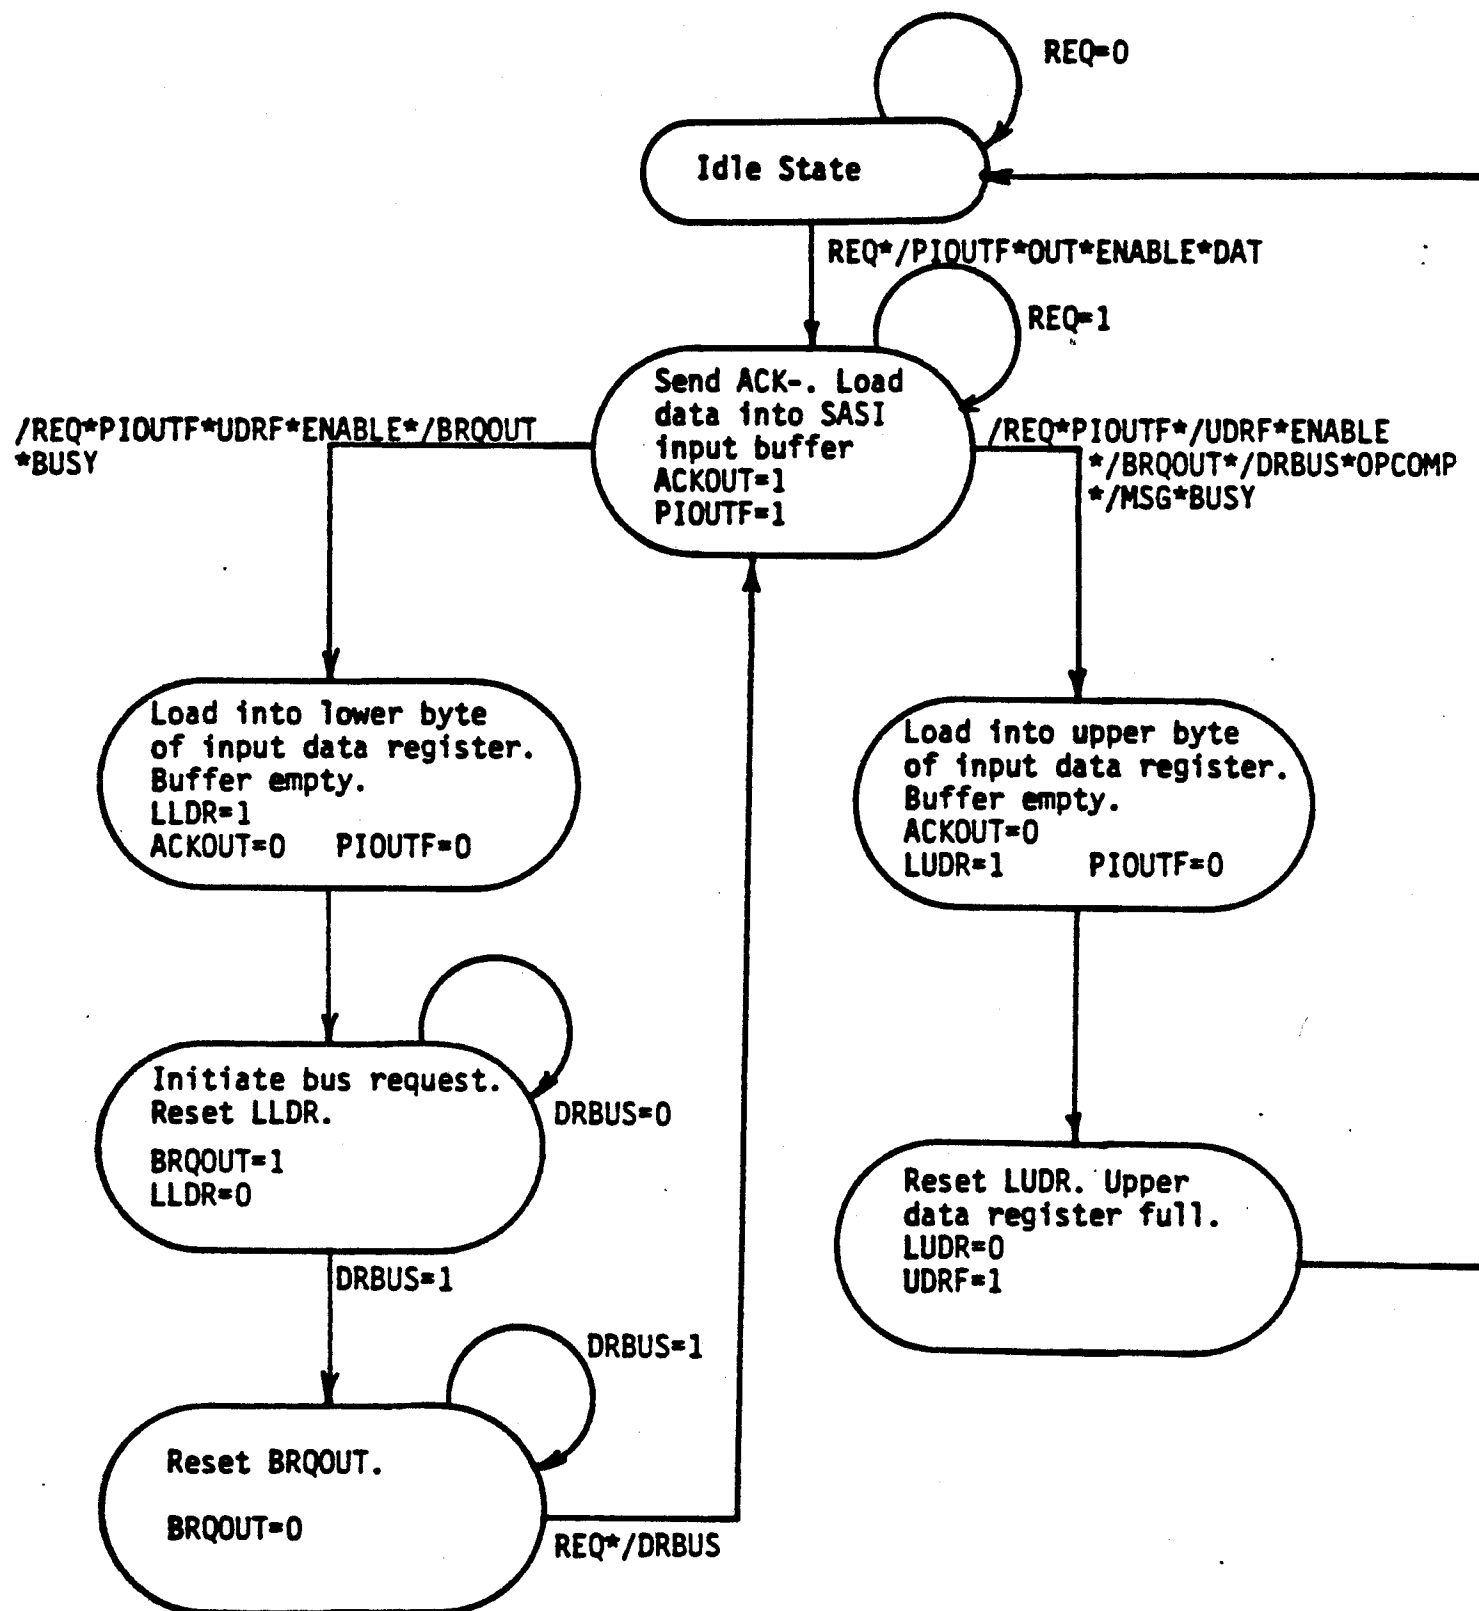 REQ=0
Idle State
REQ*/PIOUTF*OUT*ENABLE*DAT
REQ=1
Send ACK-. Load
data into SASI
input buffer
ACKOUT=1
PIOUTF=1
/REQ*PIOUTF*UDRF*ENABLE*/BRQOUT
*BUSY
/REQ*PIOUTF*/UDRF*ENABLE
*/BRQOUT*/DRBUS*OPCOMP
*/MSG*BUSY
Load into lower byte
of input data register.
Buffer empty.
LLDR=1
ACKOUT=0 PIOUTF=0
Load into upper byte
of input data register.
Buffer empty.
ACKOUT=0
LUDR=1 PIOUTF=0
Initiate bus request.
Reset LLDR.
BRQOUT=1
LLDR=0
DRBUS=0
Reset LUDR. Upper
data register full.
LUDR=0
UDRF=1
DRBUS=1
DRBUS=1
Reset BRQOUT.
BRQOUT=0
REQ*/DRBUS